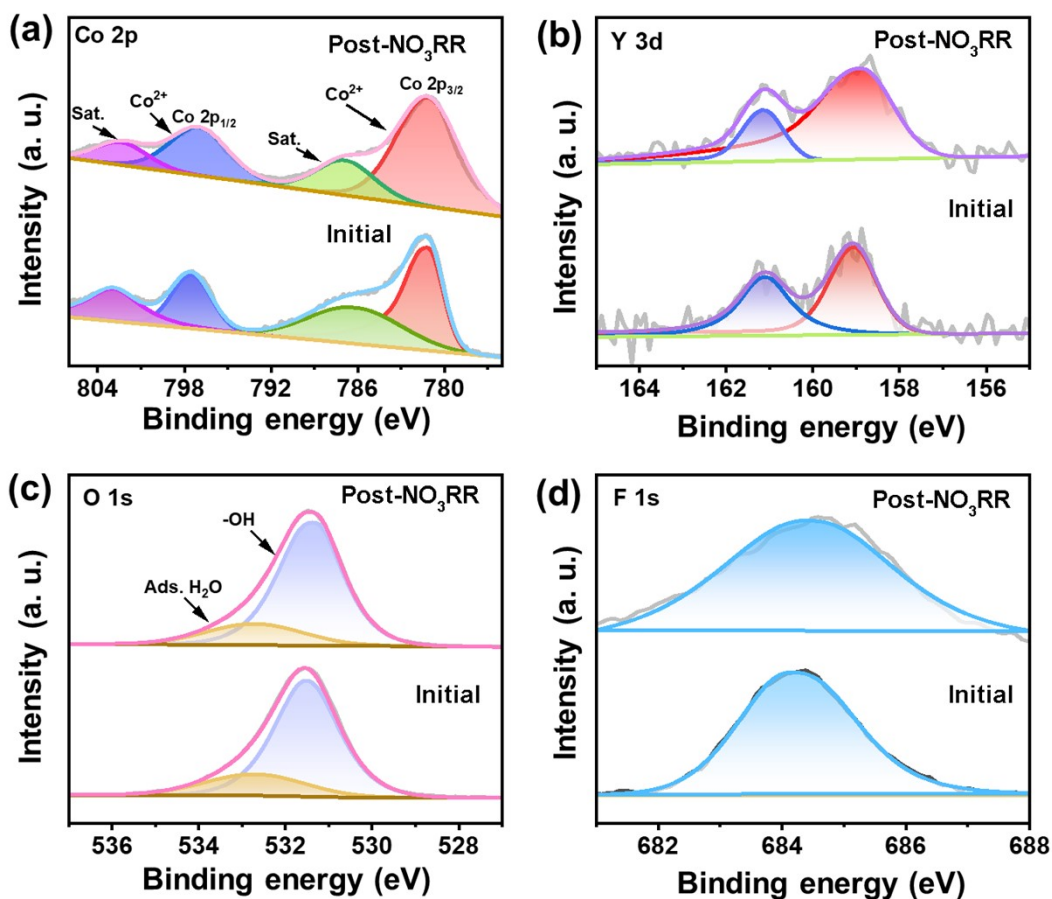 (a)
Co 2p
Post-NO₃RR
Co 2p₃/₂
Co²⁺
Co²⁺
Co 2p₁/₂
Sat.
Sat.
Initial
Intensity (a. u.)
804 798 792 786 780
Binding energy (eV)
(b)
Y 3d
Post-NO₃RR
Initial
Intensity (a. u.)
164 162 160 158 156
Binding energy (eV)
(c)
O 1s
Post-NO₃RR
-OH
Ads. H₂O
Initial
Intensity (a. u.)
536 534 532 530 528
Binding energy (eV)
(d)
F 1s
Post-NO₃RR
Initial
Intensity (a. u.)
682 684 686 688
Binding energy (eV)